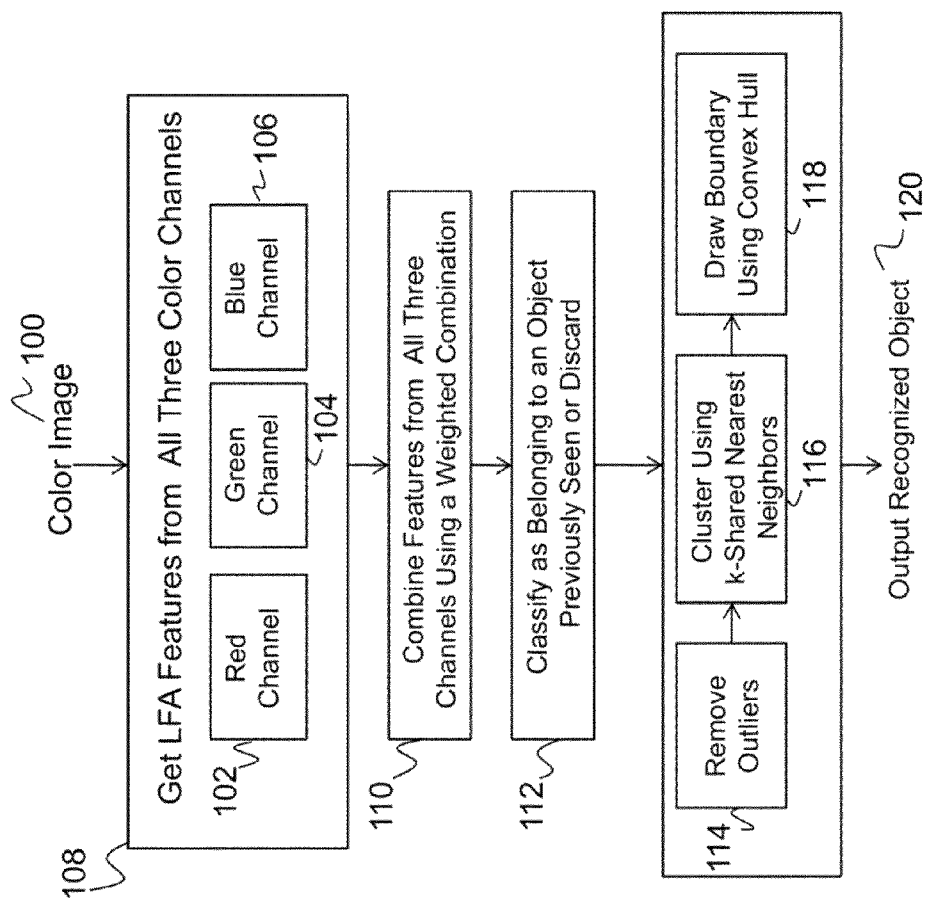 100
Color Image
108
Get LFA Features from All Three Color Channels
102
Red
Channel
Green
Channel
104
Blue
Channel
106
110
Combine Features from All Three
Channels Using a Weighted Combination
112
Classify as Belonging to an Object
Previously Seen or Discard
114
Remove
Outliers
Cluster Using
k-Shared Nearest
Neighbors
116
Draw Boundary
Using Convex Hull
118
Output Recognized Object
120